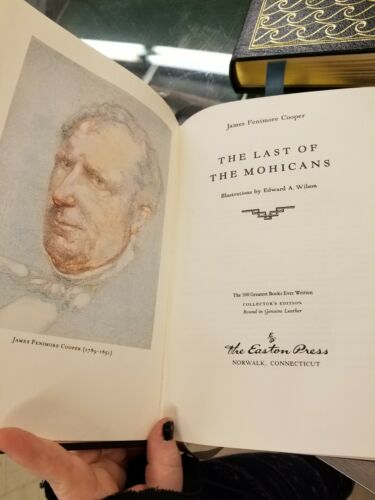 James Fenimore Cooper (1789-1851)
James Fenimore Cooper
THE LAST OF
THE MOHICANS
Illustrations by Edward A. Wilson
The 100 Greatest Books Ever Written
COLLECTOR'S EDITION
Bound in Genuine Leather
The Easton Press
NORWALK, CONNECTICUT